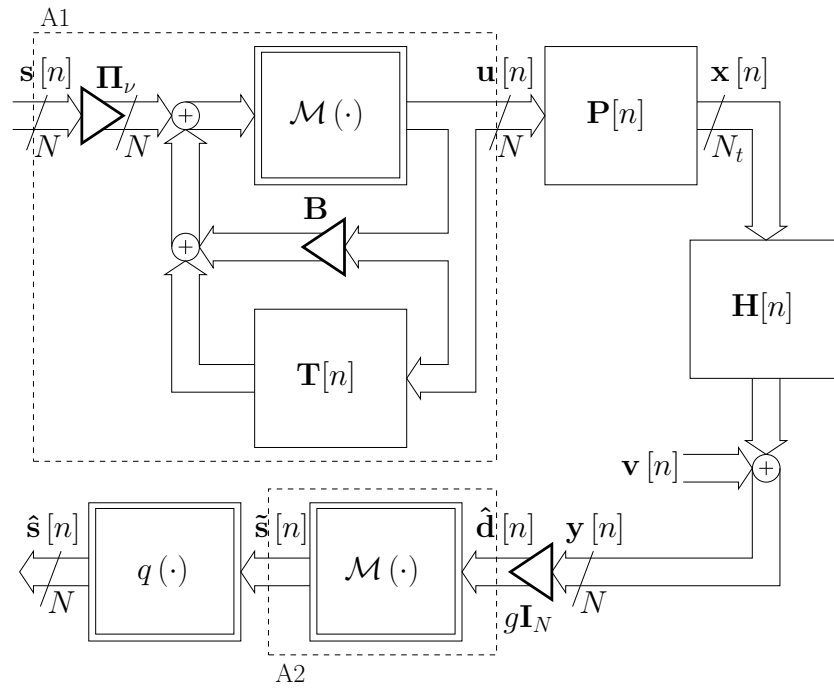 A1
s[n]
Π_ν
N
N
+
M(·)
u[n]
N
P[n]
x[n]
N_t
B
+
T[n]
H[n]
v[n]
+
ŝ[n]
N
q(·)
s̃[n]
M(·)
d̂[n]
gI_N
y[n]
N
A2